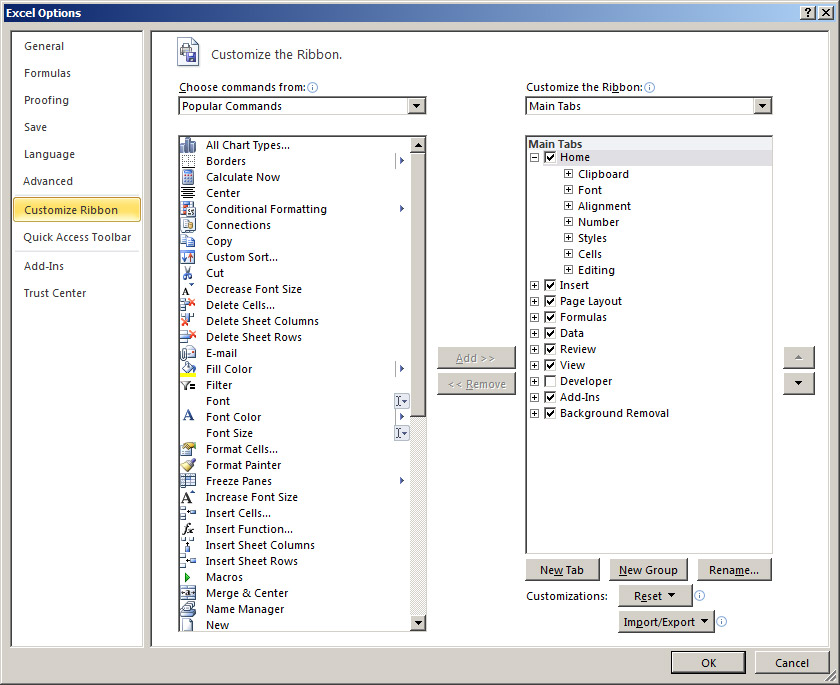 Excel Options
General
Formulas
Proofing
Save
Language
Advanced
Customize Ribbon
Quick Access Toolbar
Add-Ins
Trust Center
Customize the Ribbon.
Choose commands from:
Popular Commands
All Chart Types...
Borders
Calculate Now
Center
Conditional Formatting
Connections
Copy
Custom Sort...
Cut
Decrease Font Size
Delete Cells...
Delete Sheet Columns
Delete Sheet Rows
E-mail
Fill Color
Filter
Font
Font Color
Font Size
Format Cells...
Format Painter
Freeze Panes
Increase Font Size
Insert Cells...
Insert Function...
Insert Sheet Columns
Insert Sheet Rows
Macros
Merge & Center
Name Manager
New
Add >>
<< Remove
Customize the Ribbon:
Main Tabs
Main Tabs
Home
Clipboard
Font
Alignment
Number
Styles
Cells
Editing
Insert
Page Layout
Formulas
Data
Review
View
Developer
Add-Ins
Background Removal
New Tab
New Group
Rename...
Customizations:
Reset
Import/Export
OK
Cancel